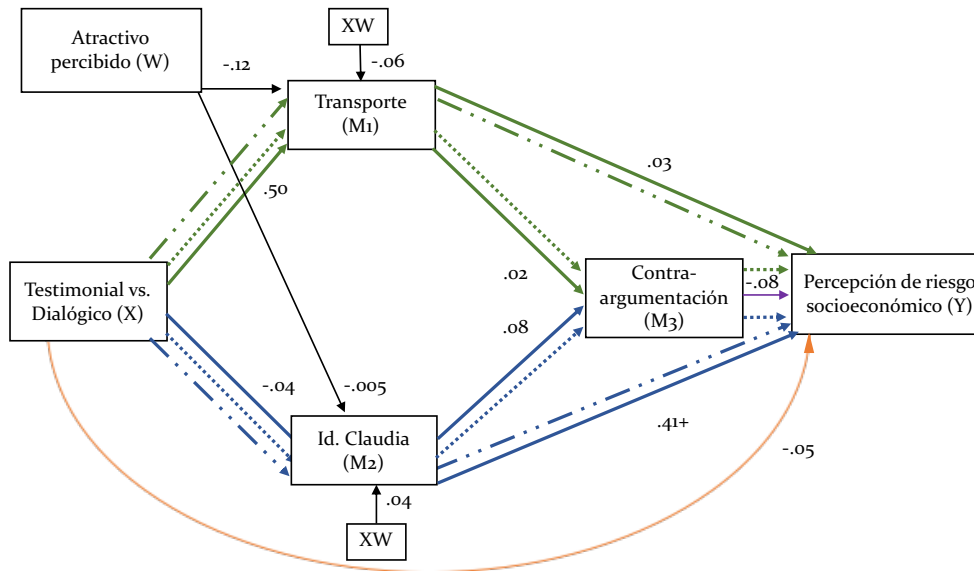 XW
Atractivo
percibido (W)
-.12
-.06
Transporte
(M1)
.03
.50
Testimonial vs.
Dialógico (X)
.02
Contra-
argumentación
(M3)
-.08
Percepción de riesgo
socioeconómico (Y)
.08
-.04
-.005
Id. Claudia
(M2)
.41+
-.05
.04
XW